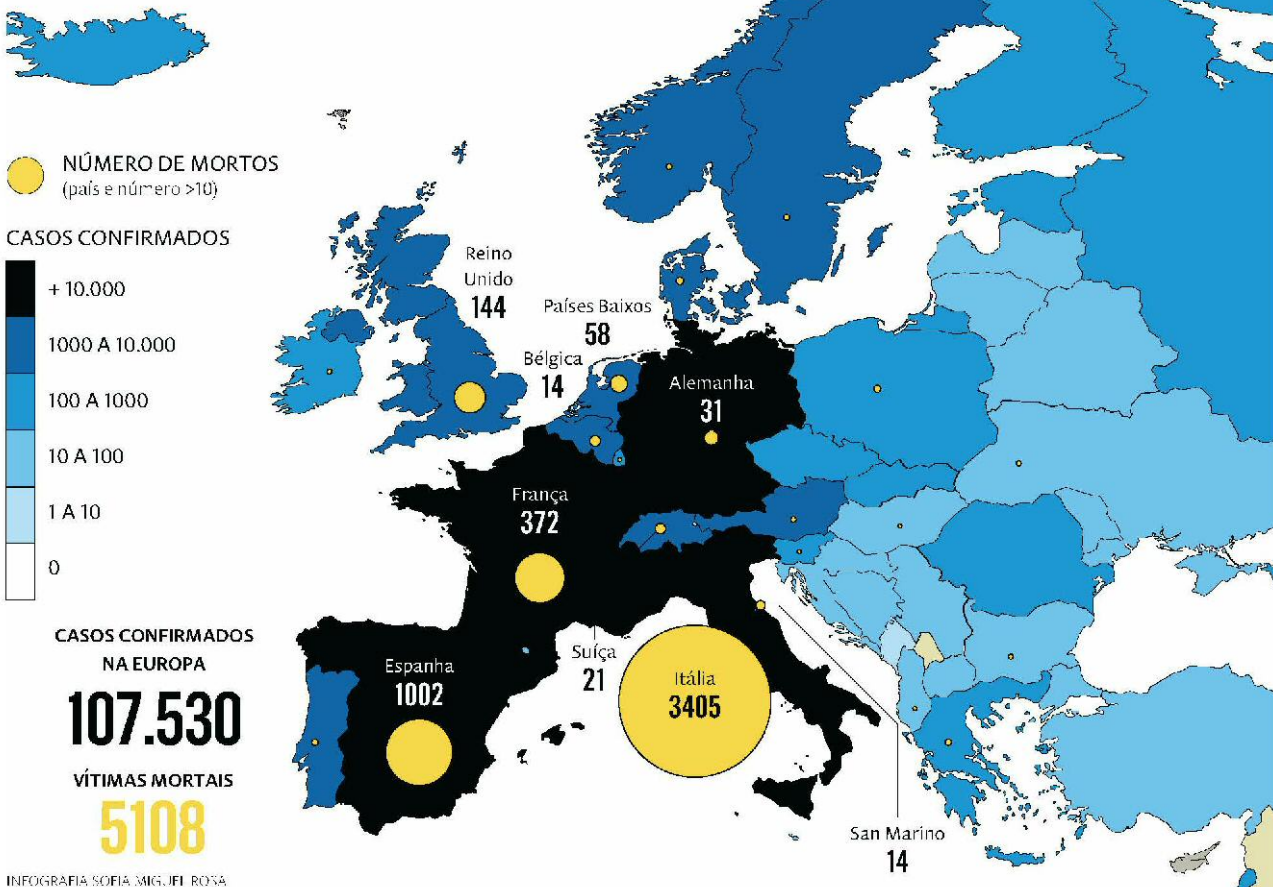 NÚMERO DE MORTOS
(país e número >10)
CASOS CONFIRMADOS
+ 10.000
1000 A 10.000
100 A 1000
10 A 100
1 A 10
0
CASOS CONFIRMADOS
NA EUROPA
107.530
VÍTIMAS MORTAIS
5108
INFOGRAFIA SOFIA MIGUEL ROSA
Reino
Unido
144
Países Baixos
58
Bélgica
14
Alemanha
31
França
372
Suíça
21
Espanha
1002
Itália
3405
San Marino
14